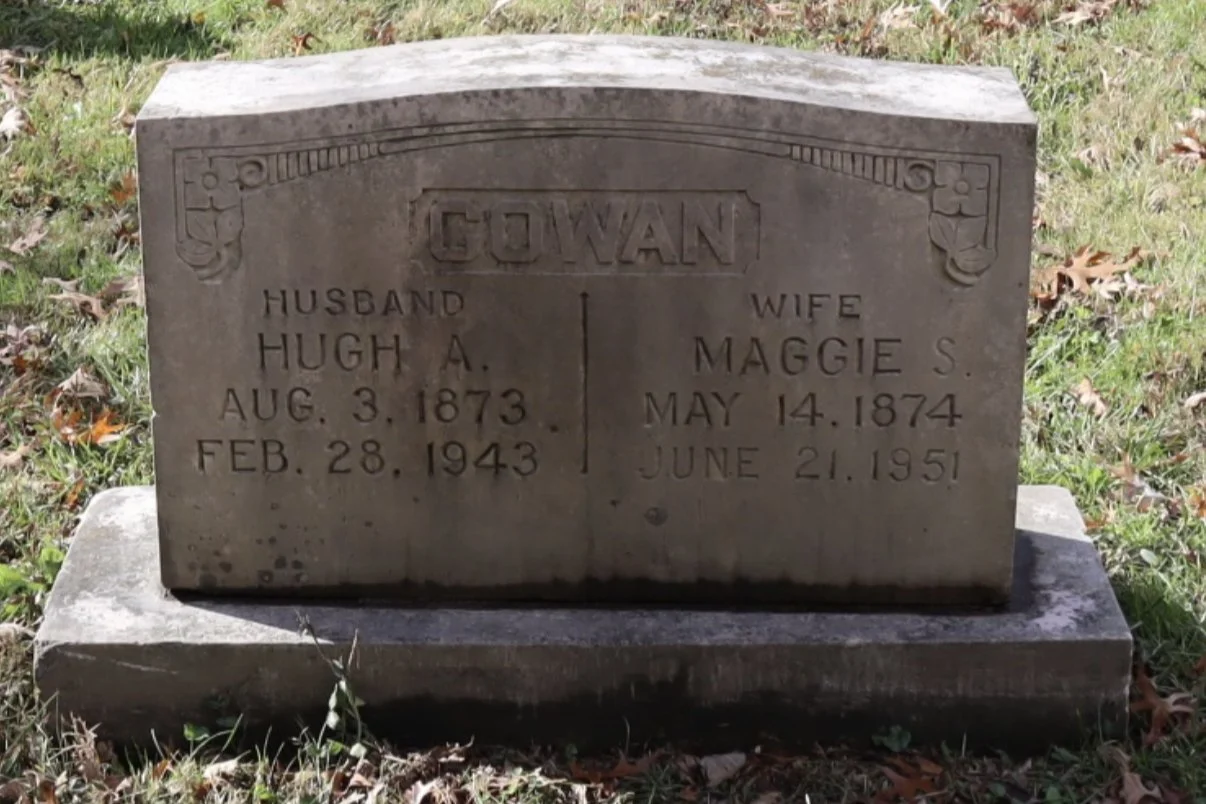 COWAN
HUSBAND
HUGH A.
AUG. 3. 1873
FEB. 28. 1943
WIFE
MAGGIE S.
MAY 14. 1874
JUNE 21. 1951